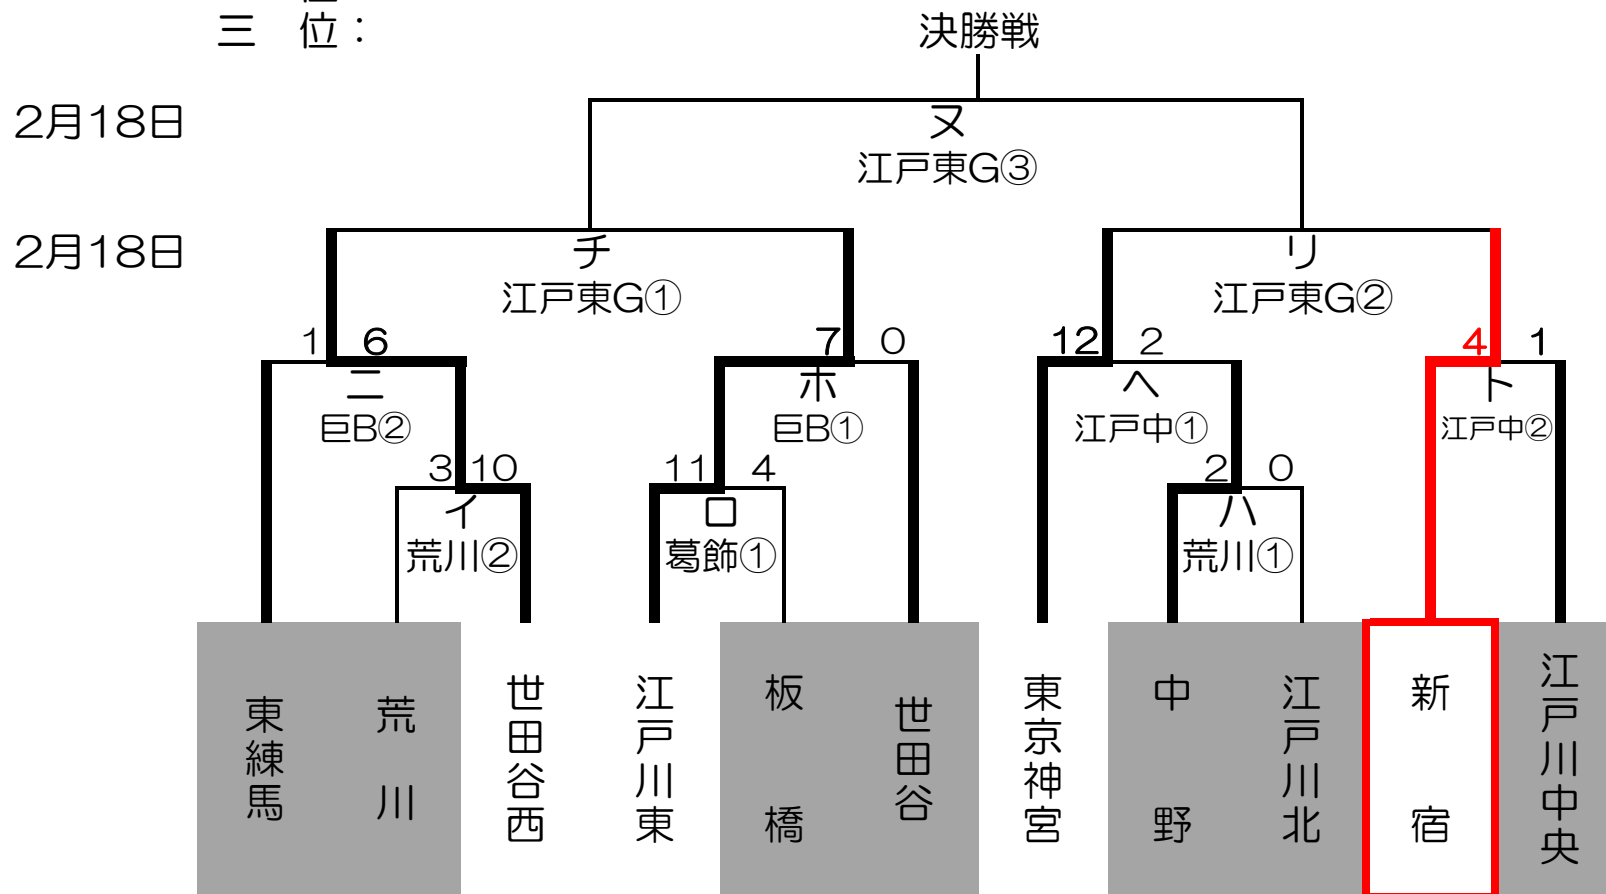 三　位：
決勝戦
2月18日
ヌ
江戸東G③
2月18日
チ
リ
江戸東G①
江戸東G②
1 6
7 0
12 2
4 1
ニ
ホ
ヘ
ト
巨B②
巨B①
江戸中①
江戸中②
3 10
11 4
2 0
イ
ロ
ハ
荒川②
葛飾①
荒川①
東練馬
荒川
世田谷西
江戸川東
板橋
世田谷
東京神宮
中野
江戸川北
新宿
江戸川中央